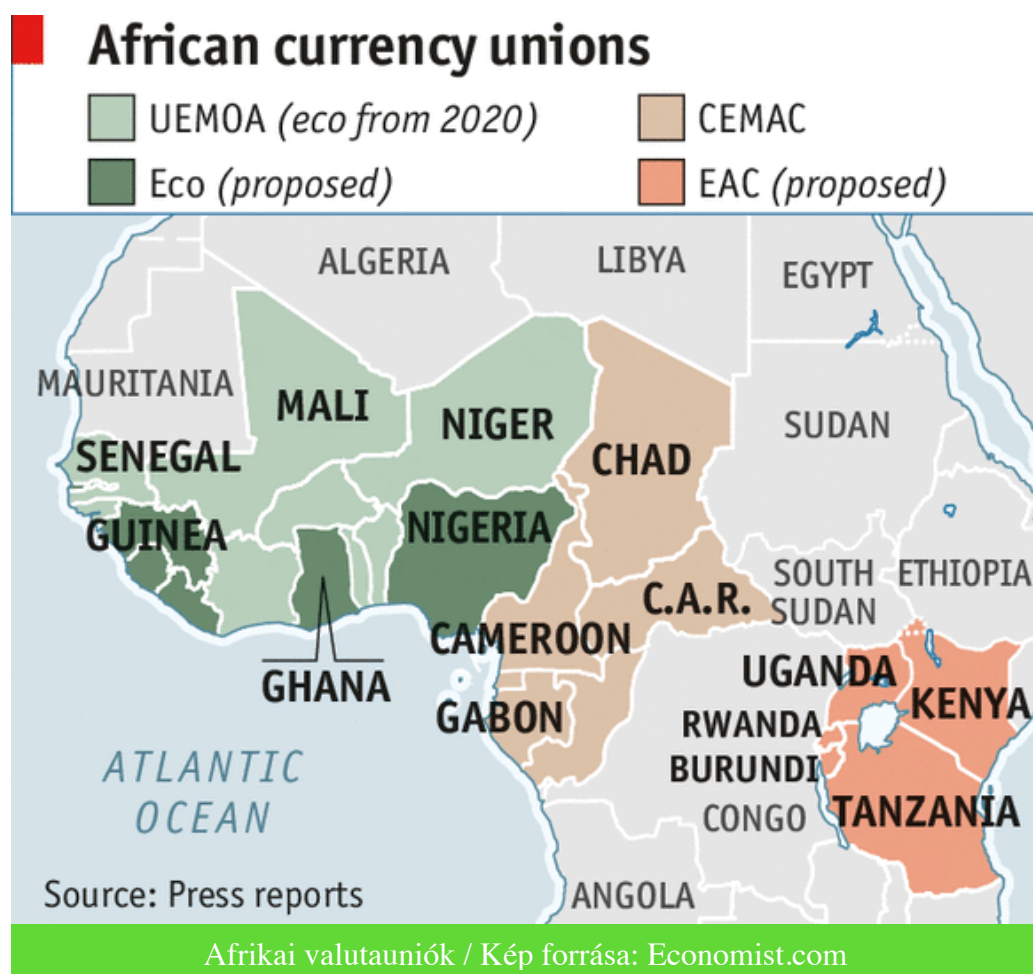 African currency unions
UEMOA (eco from 2020)
CEMAC
Eco (proposed)
EAC (proposed)
ALGERIA
LIBYA
EGYPT
MAURITANIA
MALI
NIGER
SUDAN
SENEGAL
CHAD
GUINEA
NIGERIA
SOUTH
SUDAN
ETHIOPIA
C.A.R.
CAMEROON
GHANA
UGANDA
KENYA
GABON
RWANDA
BURUNDI
ATLANTIC
OCEAN
CONGO
TANZANIA
ANGOLA
Source: Press reports
Afrikai valutauniók / Kép forrása: Economist.com